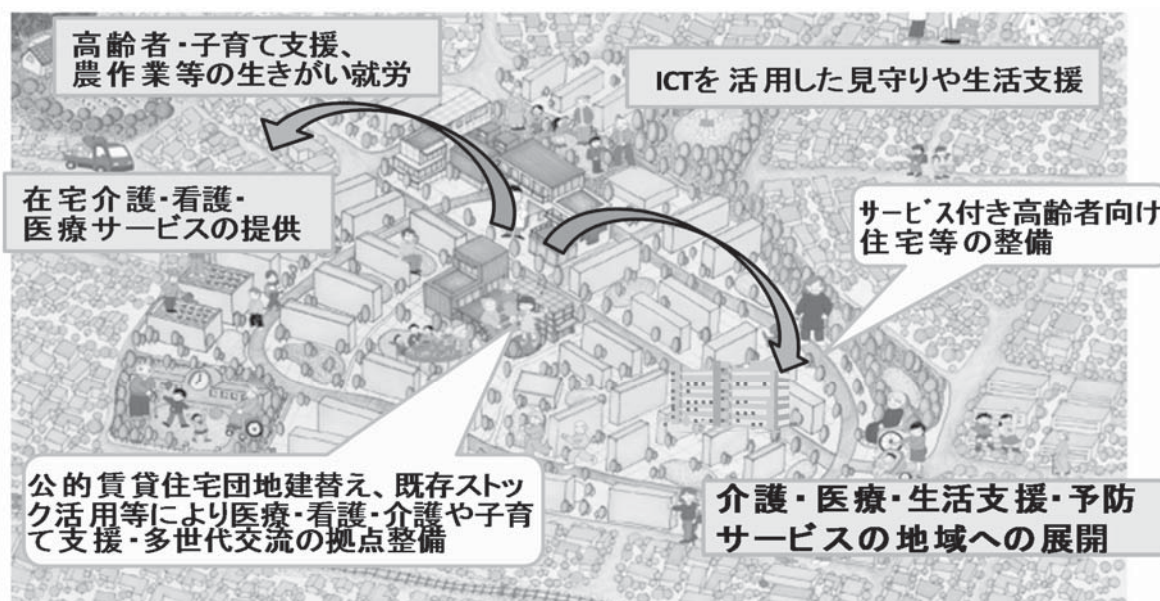 高齢者・子育て支援、
農作業等の生きがい就労
ICTを 活用した見守りや生活支援
在宅介護・看護・
医療サービスの提供
サービス付き高齢者向け
住宅等の整備
公的賃貸住宅団地建替え、既存ストッ
ク活用等により医療・看護・介護や子育
て支援・多世代交流の拠点整備
介護・医療・生活支援・予防
サービスの地域への展開